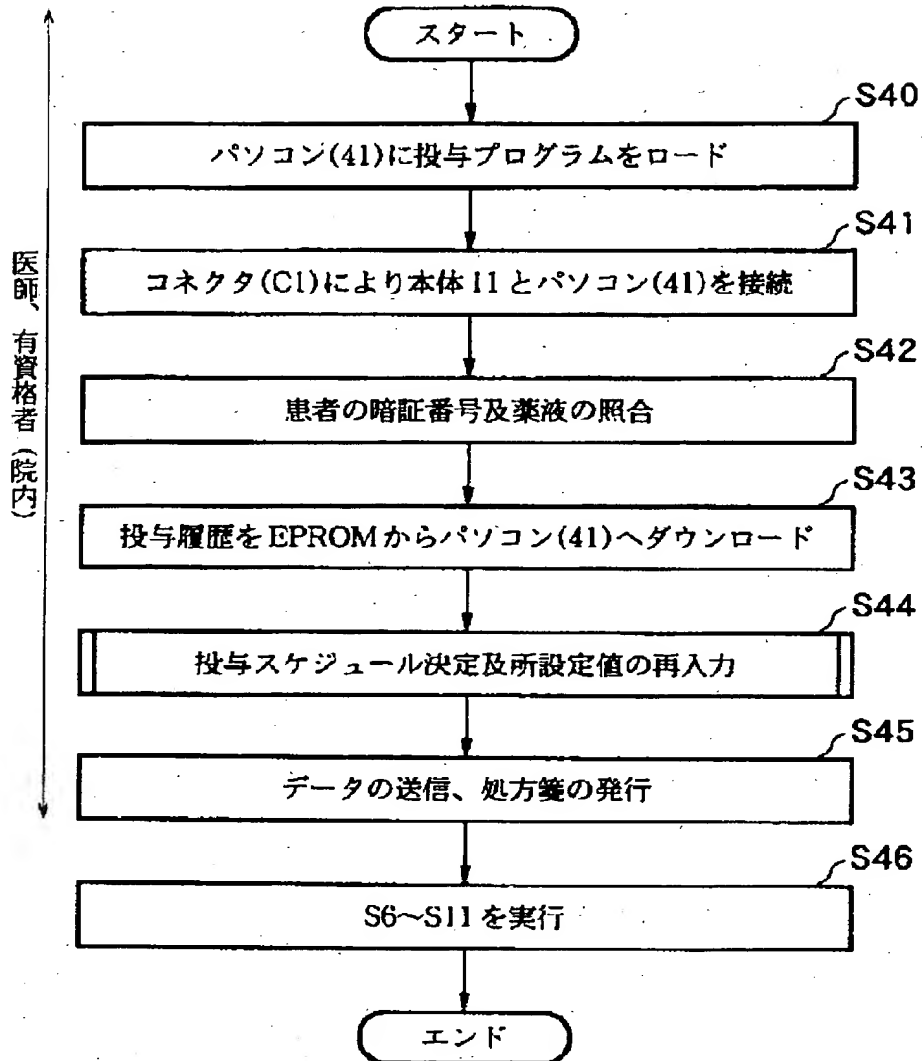 スタート
S40
パソコン(41)に投与プログラムをロード
S41
コネクタ(C1)により本体11とパソコン(41)を接続
S42
患者の暗証番号及薬液の照合
S43
投与履歴をEPROMからパソコン(41)へダウンロード
S44
投与スケジュール決定及所設定値の再入力
S45
データの送信、処方箋の発行
S46
S6〜S11を実行
エンド
医師、有資格者(院内)